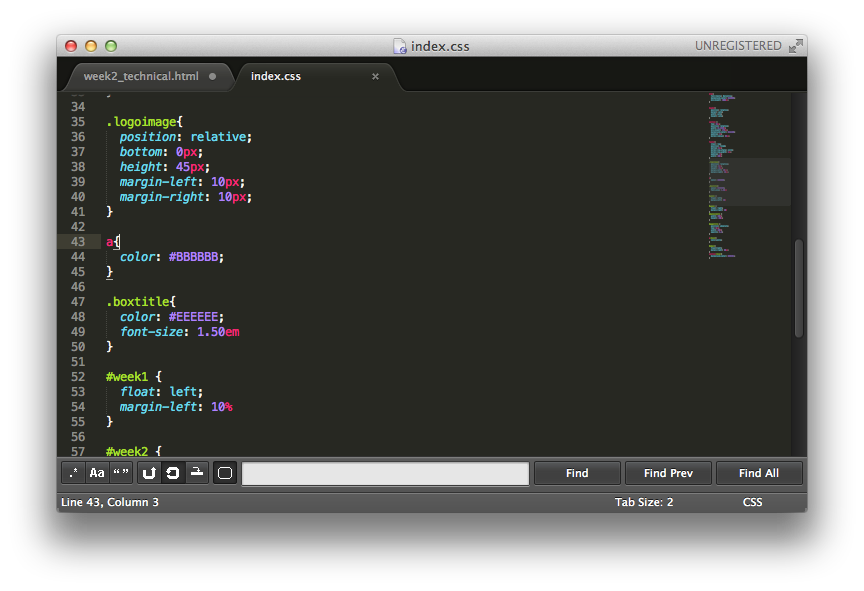 index.css
UNREGISTERED
week2_technical.html
index.css
34
35 .logoimage{
36 position: relative;
37 bottom: 0px;
38 height: 45px;
39 margin-left: 10px;
40 margin-right: 10px;
41 }
42
43 a{
44 color: #BBBBBB;
45 }
46
47 .boxtitle{
48 color: #EEEEEE;
49 font-size: 1.50em
50 }
51
52 #week1 {
53 float: left;
54 margin-left: 10%
55 }
56
57 #week2 {
.* Aa “” Find Find Prev Find All
Line 43, Column 3 Tab Size: 2 CSS